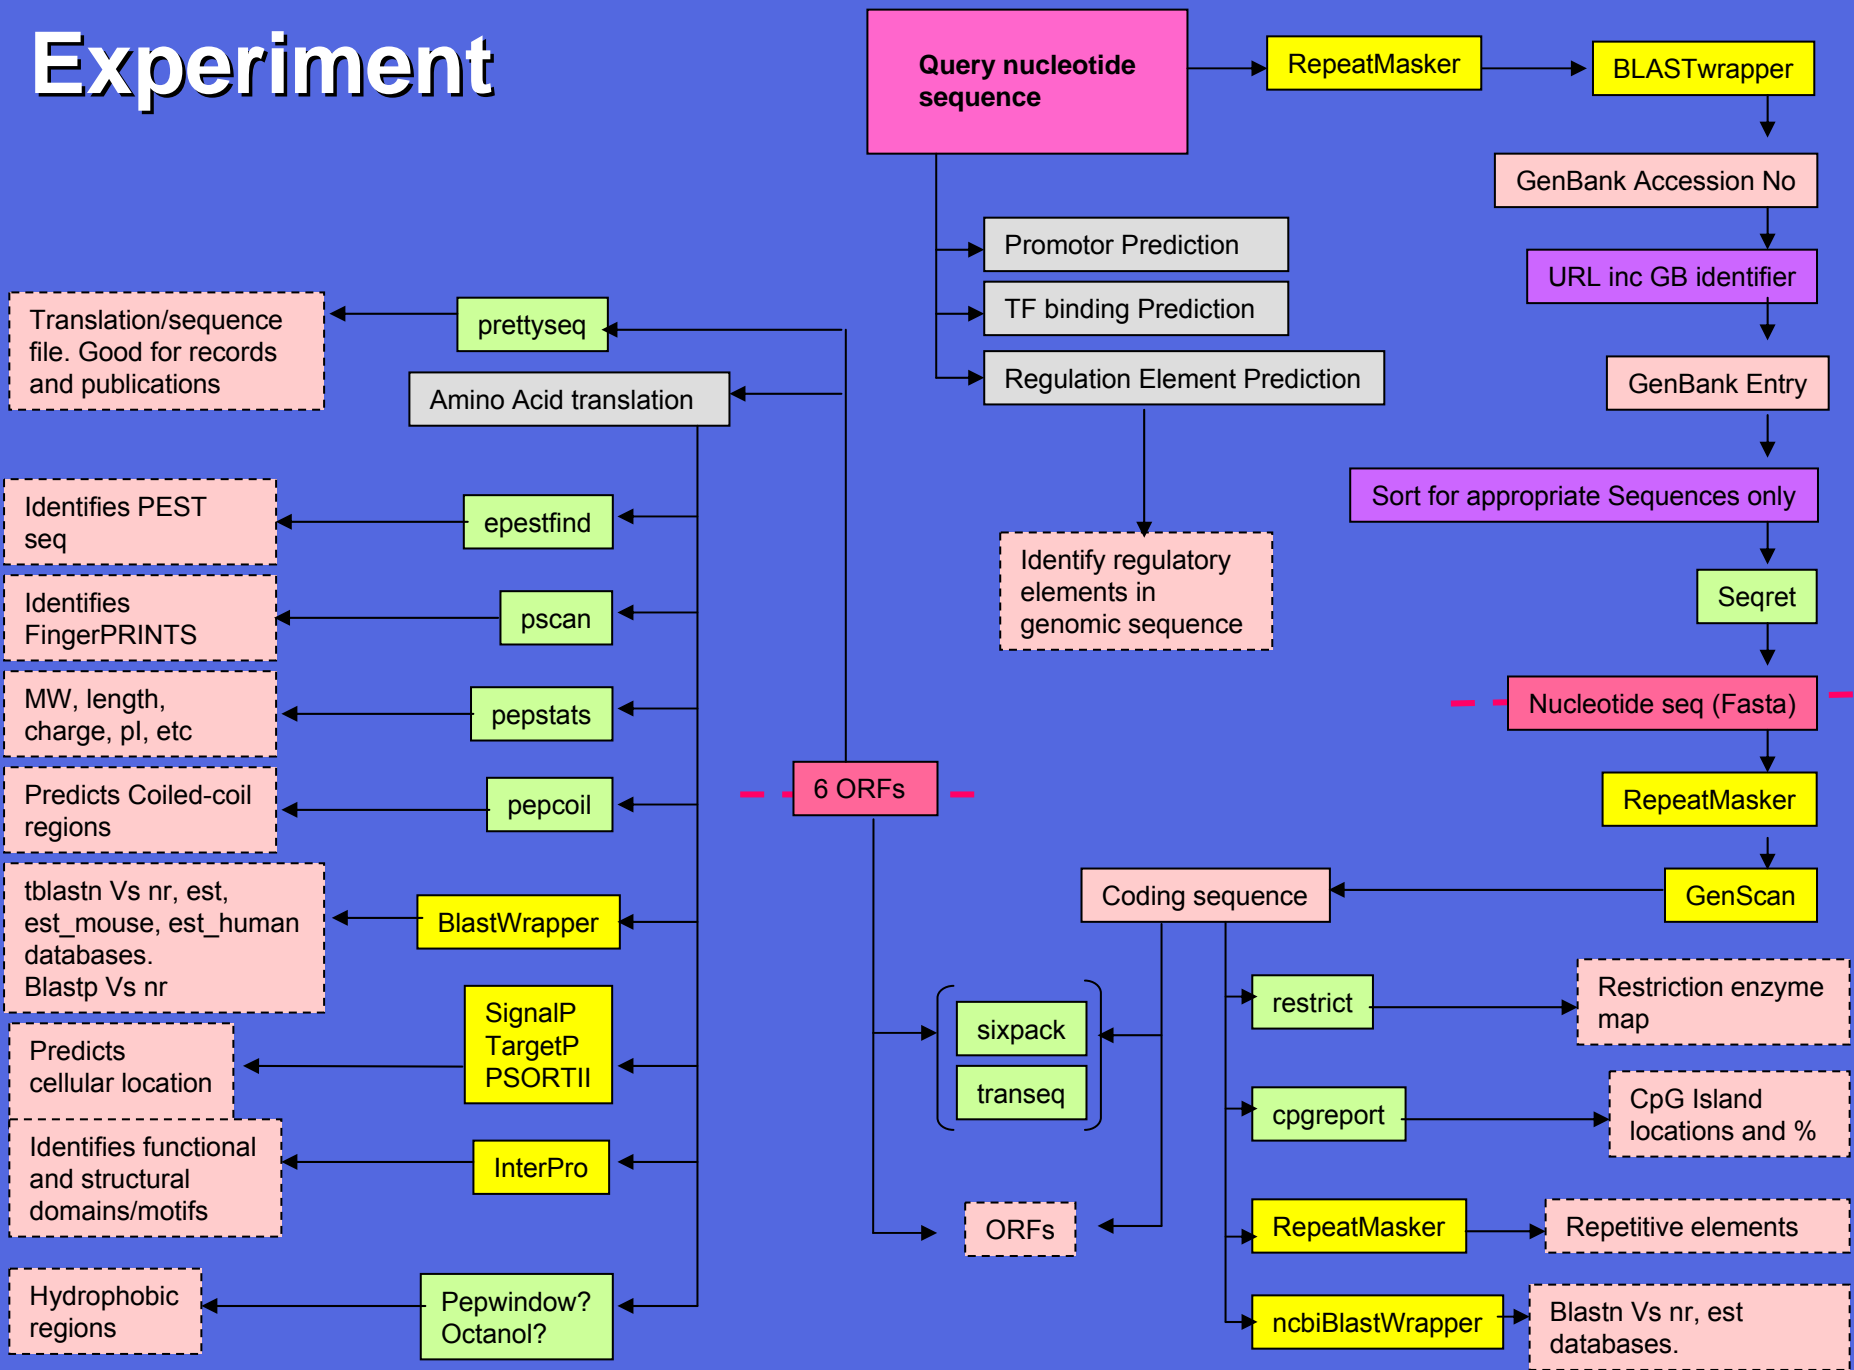 Experiment
Query nucleotide
sequence
RepeatMasker
BLASTwrapper
GenBank Accession No
URL inc GB identifier
GenBank Entry
Sort for appropriate Sequences only
Seqret
Nucleotide seq (Fasta)
RepeatMasker
GenScan
Coding sequence
Promotor Prediction
TF binding Prediction
Regulation Element Prediction
Identify regulatory
elements in
genomic sequence
restrict
Restriction enzyme
map
cpgreport
CpG Island
locations and %
RepeatMasker
Repetitive elements
ncbiBlastWrapper
Blastn Vs nr, est
databases.
sixpack
transeq
ORFs
6 ORFs
prettyseq
Translation/sequence
file. Good for records
and publications
Amino Acid translation
epestfind
Identifies PEST
seq
pscan
Identifies
FingerPRINTS
pepstats
MW, length,
charge, pI, etc
pepcoil
Predicts Coiled-coil
regions
BlastWrapper
tblastn Vs nr, est,
est_mouse, est_human
databases.
Blastp Vs nr
SignalP
TargetP
PSORTII
Predicts
cellular location
InterPro
Identifies functional
and structural
domains/motifs
Pepwindow?
Octanol?
Hydrophobic
regions